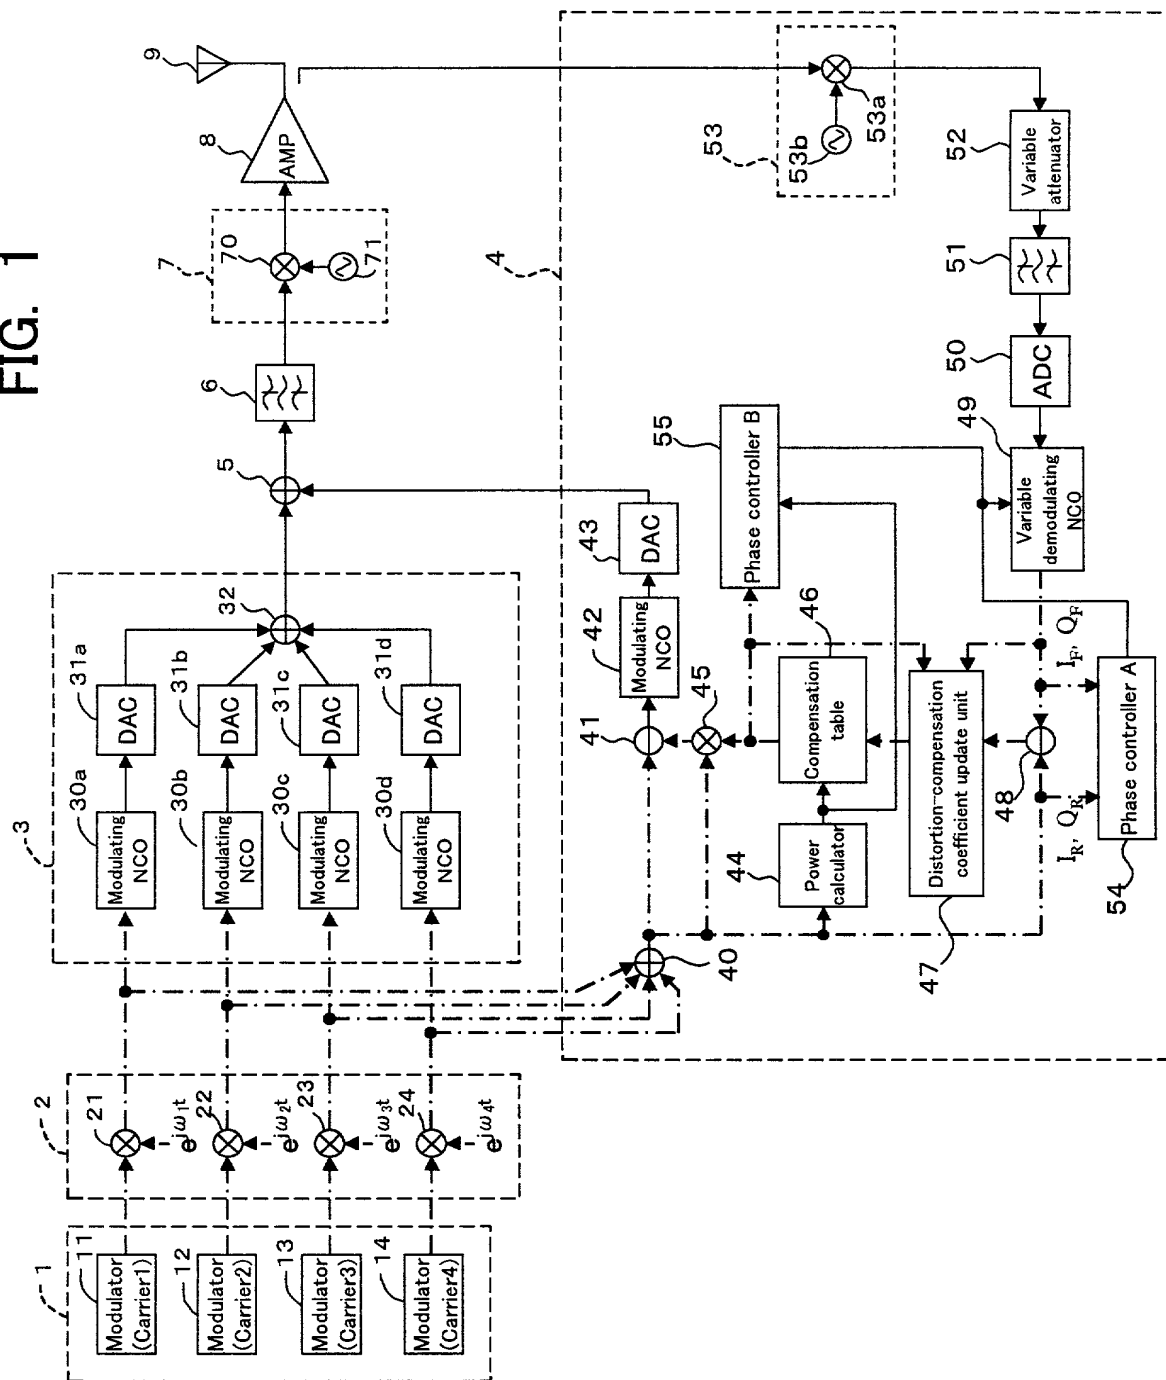 FIG. 1
1
11
Modulator
(Carrier1)
12
Modulator
(Carrier2)
13
Modulator
(Carrier3)
14
Modulator
(Carrier4)
2
21
e^jω1t
22
e^jω2t
23
e^jω3t
24
e^jω4t
3
30a
Modulating
NCO
31a
DAC
30b
Modulating
NCO
31b
DAC
30c
Modulating
NCO
31c
DAC
30d
Modulating
NCO
31d
DAC
32
5
6
7
70
71
8
AMP
9
4
40
41
42
Modulating
NCO
43
DAC
44
Power
calculator
45
46
Compensation
table
55
Phase controller B
47
Distortion-compensation
coefficient update unit
48
I_R, Q_R
I_F, Q_F
54
Phase controller A
49
Variable
demodulating
NCO
50
ADC
51
52
Variable
attenuator
53
53a
53b